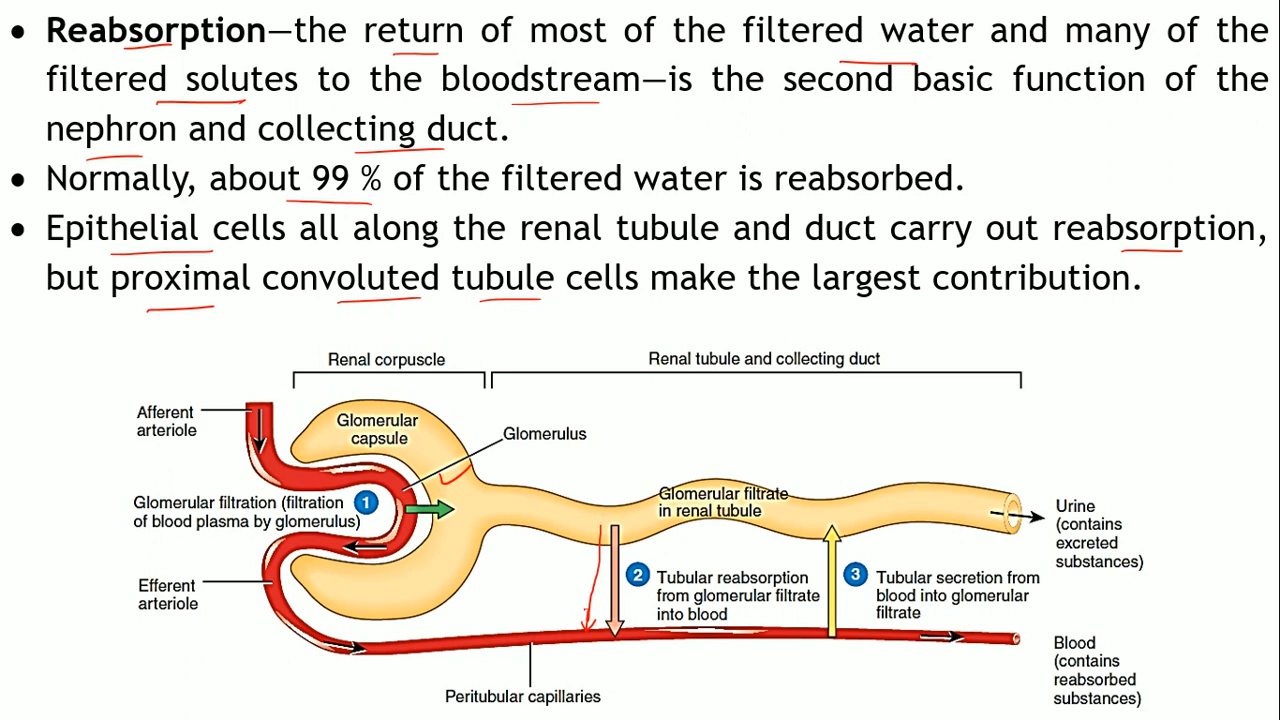 • Reabsorption—the return of most of the filtered water and many of the
filtered solutes to the bloodstream—is the second basic function of the
nephron and collecting duct.
• Normally, about 99 % of the filtered water is reabsorbed.
• Epithelial cells all along the renal tubule and duct carry out reabsorption,
but proximal convoluted tubule cells make the largest contribution.
Renal corpuscle
Renal tubule and collecting duct
Afferent
arteriole
Glomerular
capsule
Glomerulus
Glomerular filtration (filtration
of blood plasma by glomerulus)
1
Glomerular filtrate
in renal tubule
Urine
(contains
excreted
substances)
Efferent
arteriole
2
Tubular reabsorption
from glomerular filtrate
into blood
3
Tubular secretion from
blood into glomerular
filtrate
Blood
(contains
reabsorbed
substances)
Peritubular capillaries